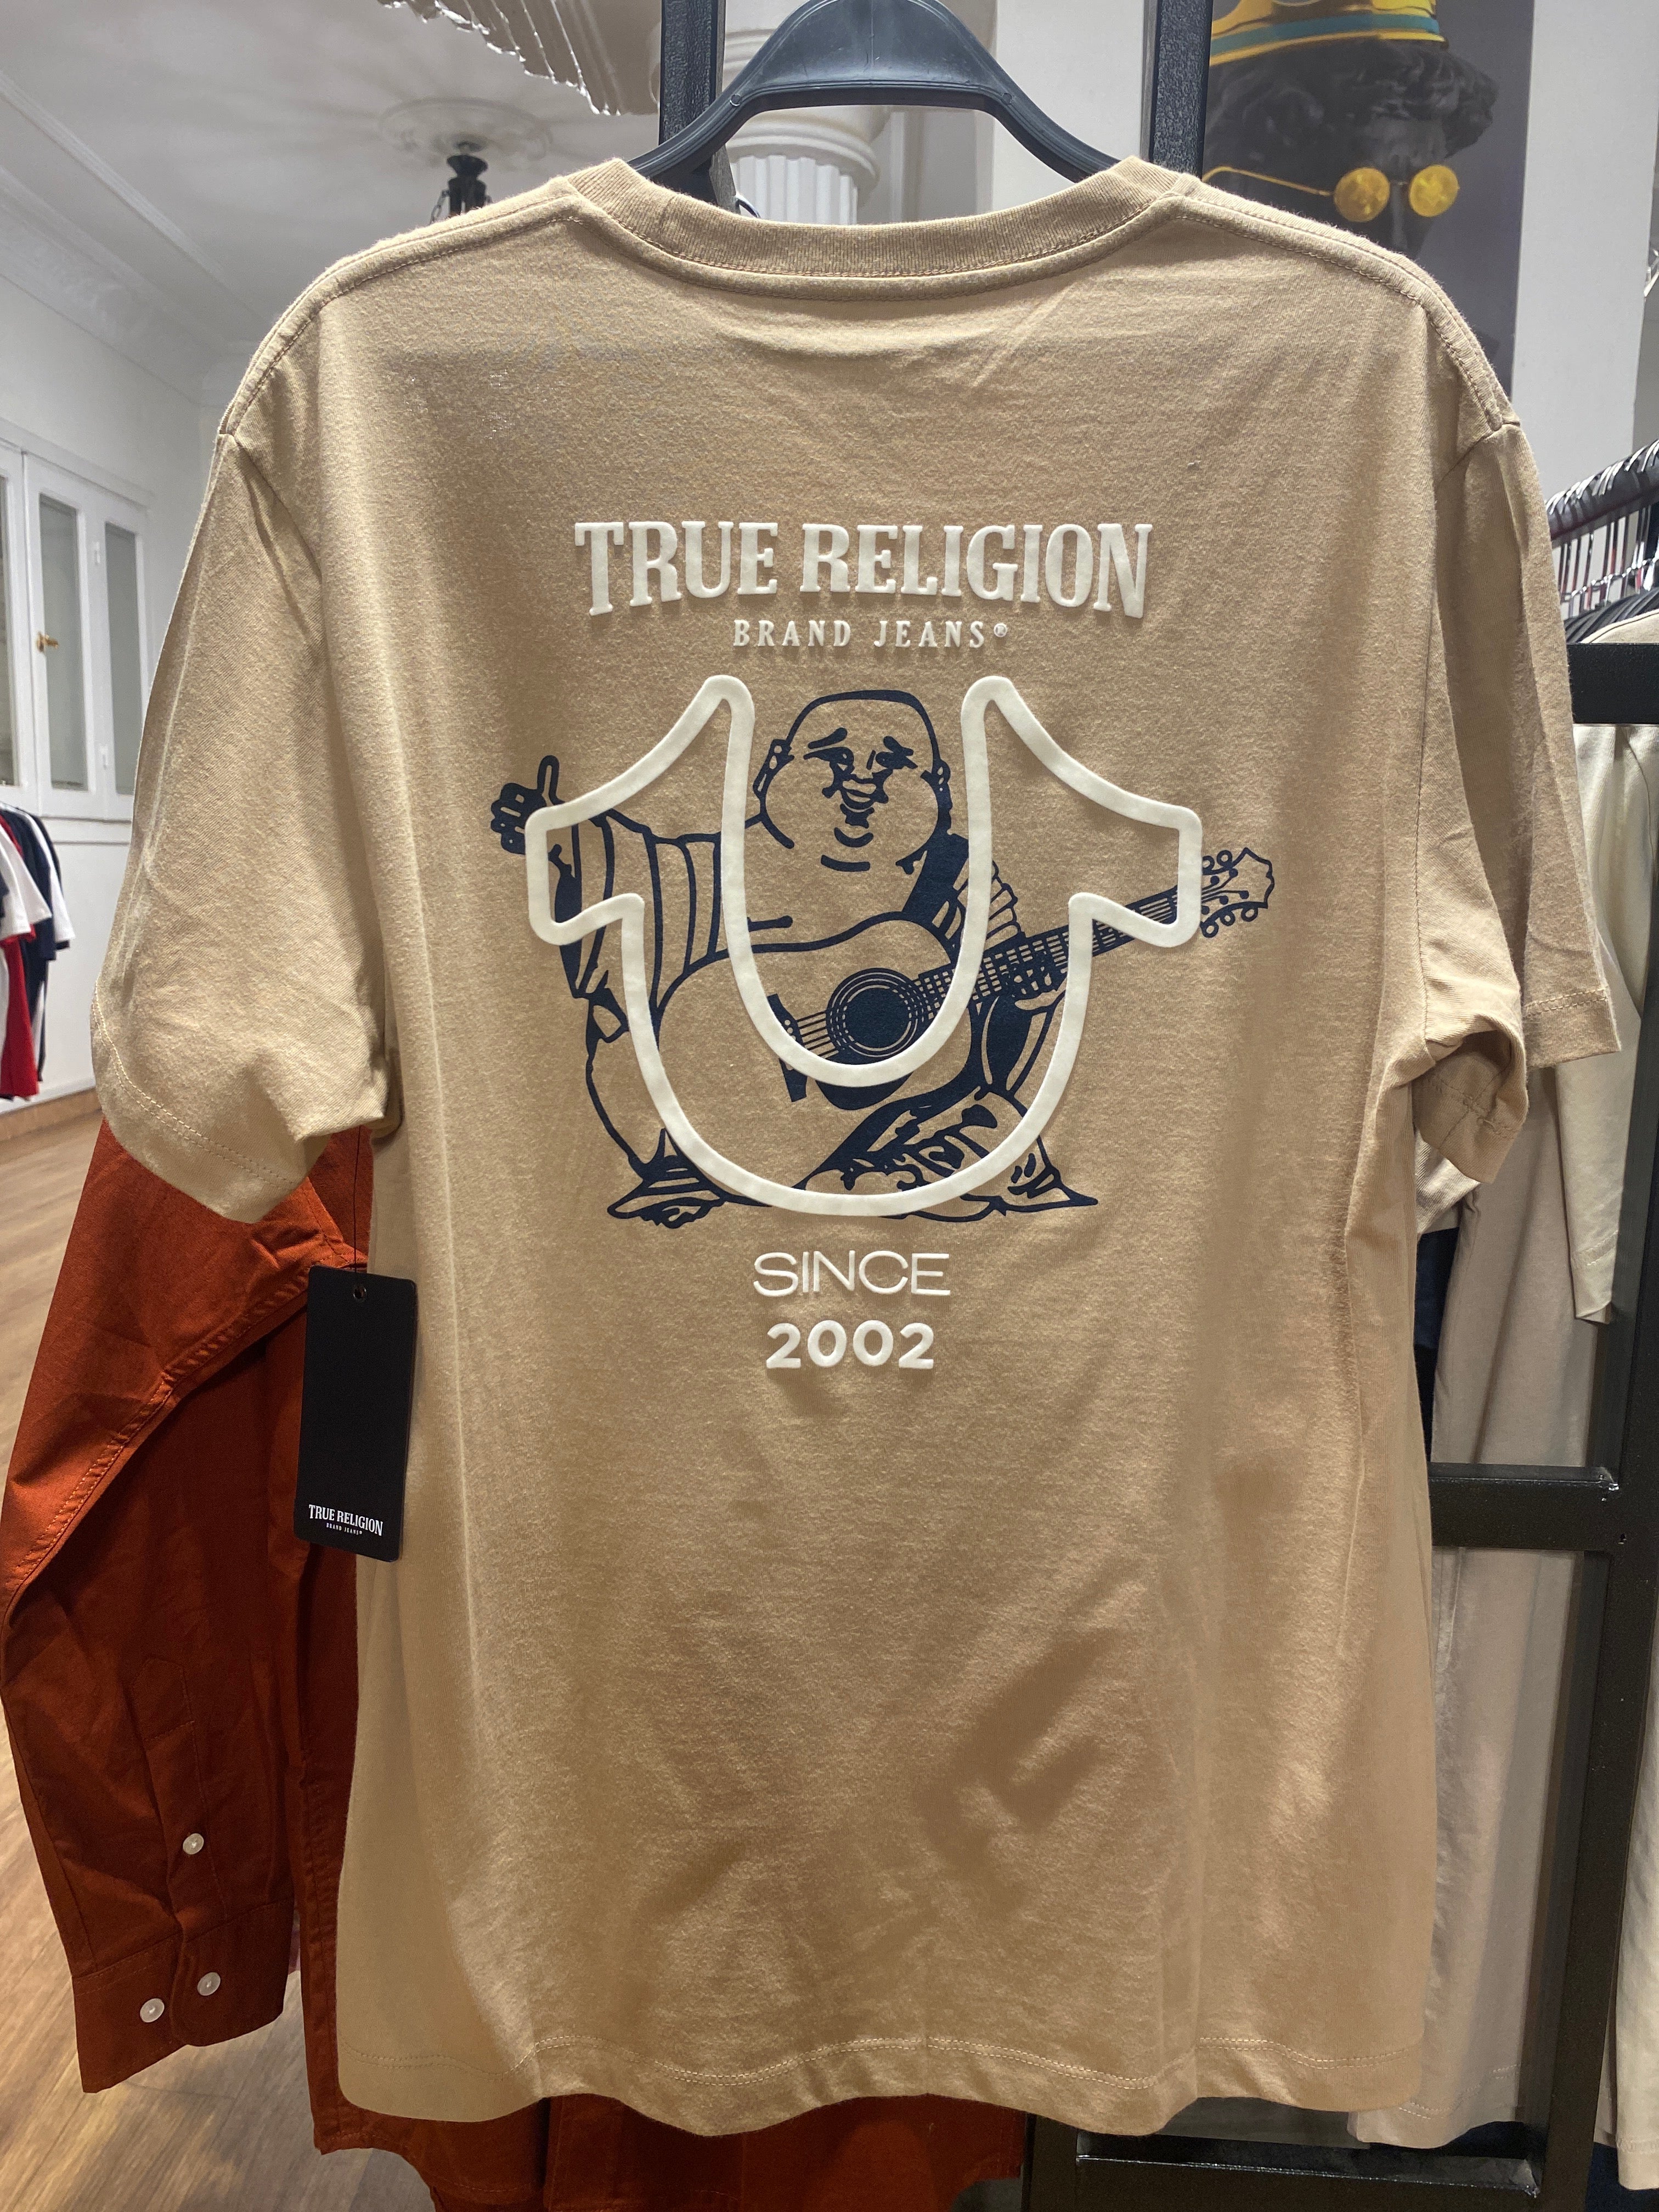 TRUE RELIGION
BRAND JEANS®
SINCE
2002
TRUE RELIGION
BRAND JEANS®